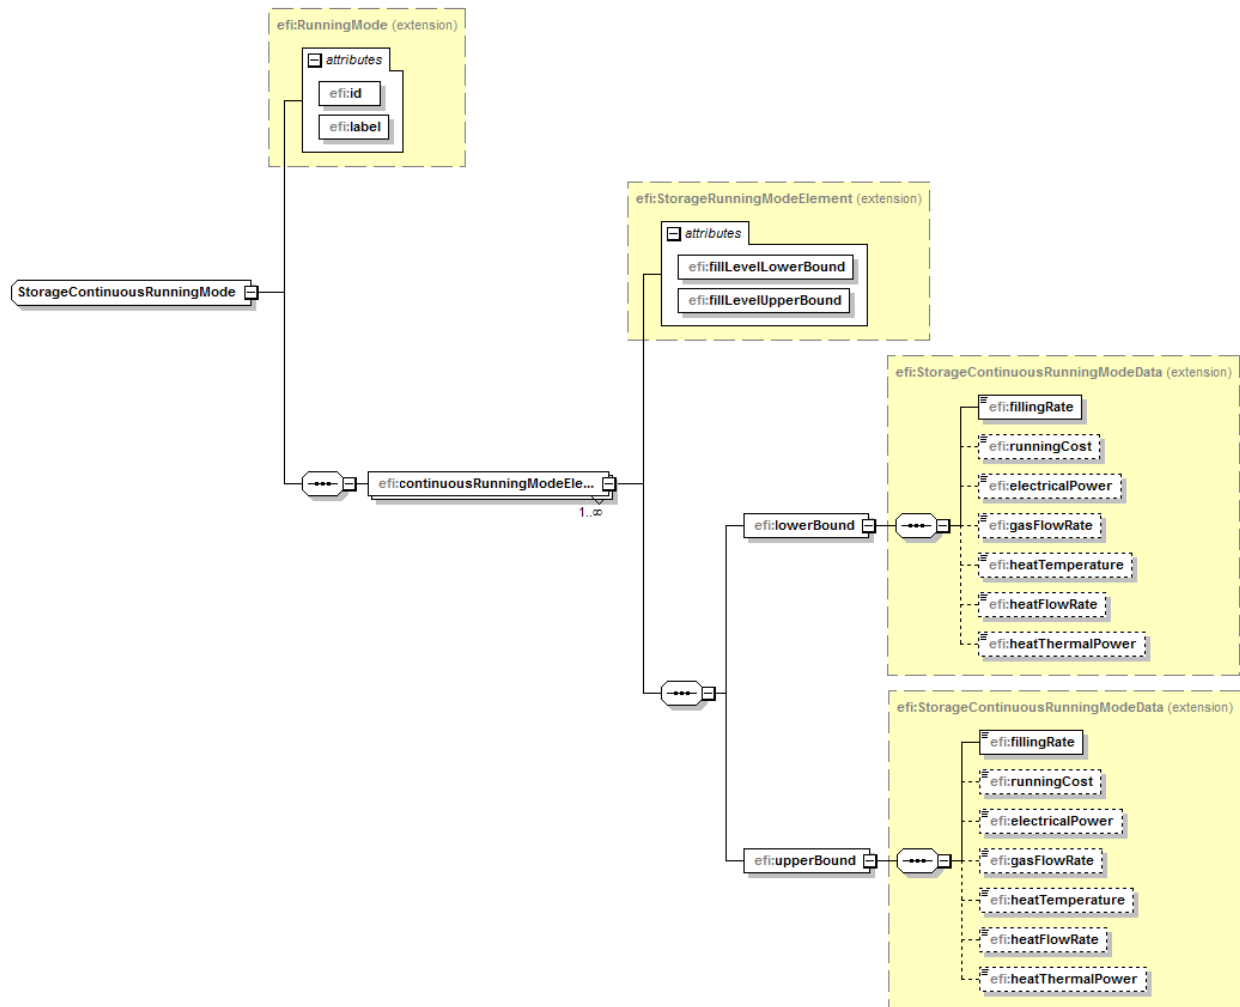 efi:RunningMode (extension)
attributes
efi:id
efi:label
StorageContinuousRunningMode
efi:continuousRunningModeEle...
1..∞
efi:StorageRunningModeElement (extension)
attributes
efi:fillLevelLowerBound
efi:fillLevelUpperBound
efi:lowerBound
efi:StorageContinuousRunningModeData (extension)
efi:fillingRate
efi:runningCost
efi:electricalPower
efi:gasFlowRate
efi:heatTemperature
efi:heatFlowRate
efi:heatThermalPower
efi:upperBound
efi:StorageContinuousRunningModeData (extension)
efi:fillingRate
efi:runningCost
efi:electricalPower
efi:gasFlowRate
efi:heatTemperature
efi:heatFlowRate
efi:heatThermalPower